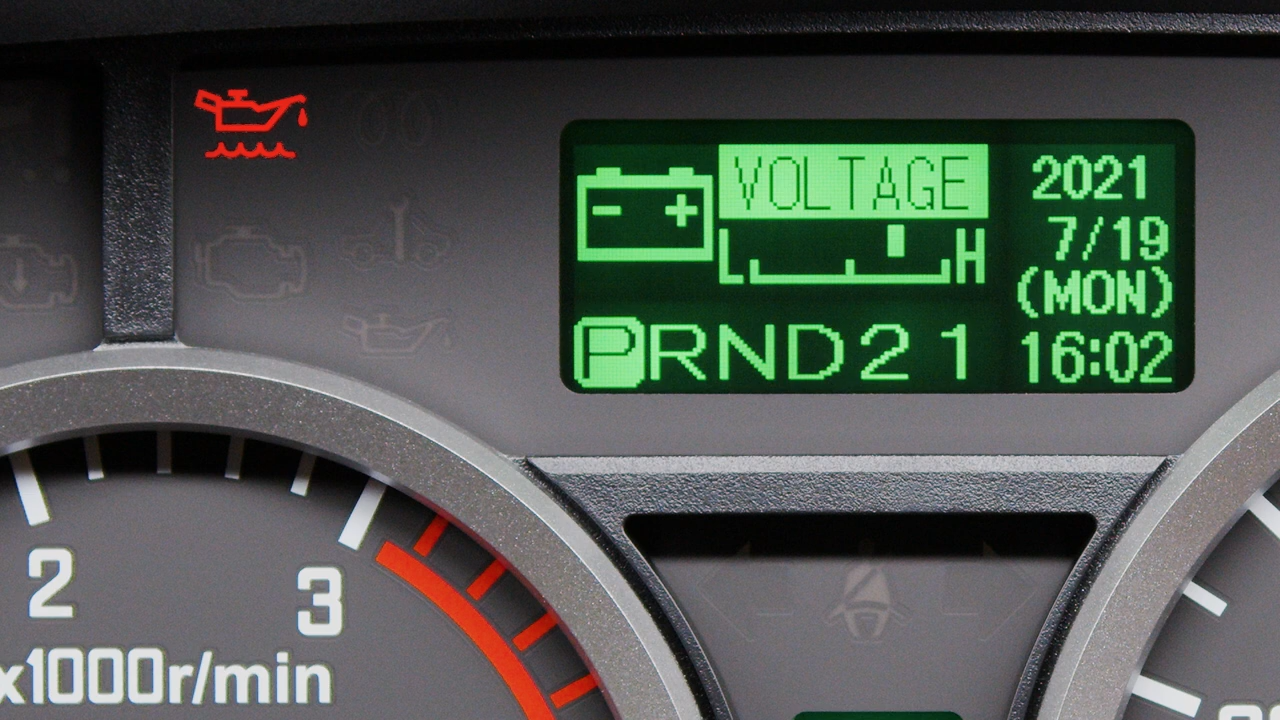 VOLTAGE
L H
PRND21
2021
7/19
(MON)
16:02
2 3
x1000r/min